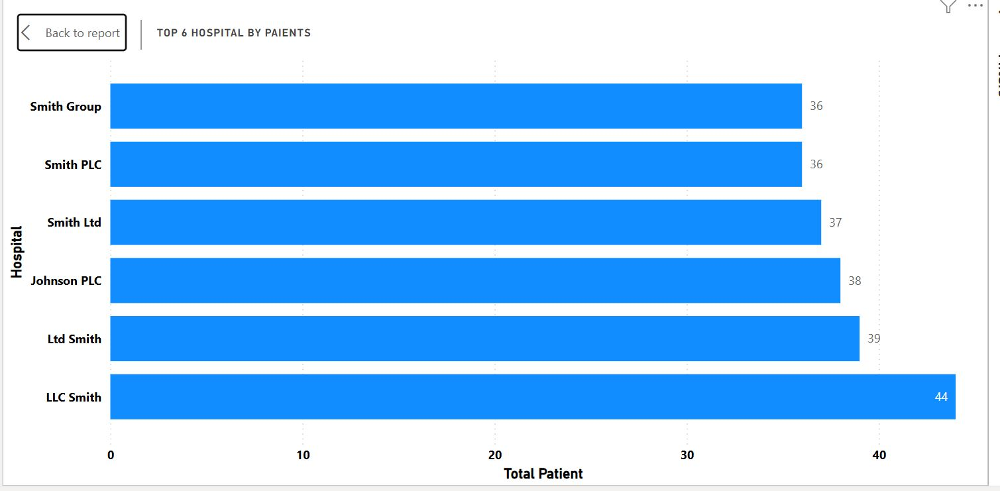 Back to report
TOP 6 HOSPITAL BY PAIENTS
Hospital
Smith Group
36
Smith PLC
36
Smith Ltd
37
Johnson PLC
38
Ltd Smith
39
LLC Smith
44
0 10 20 30 40
Total Patient